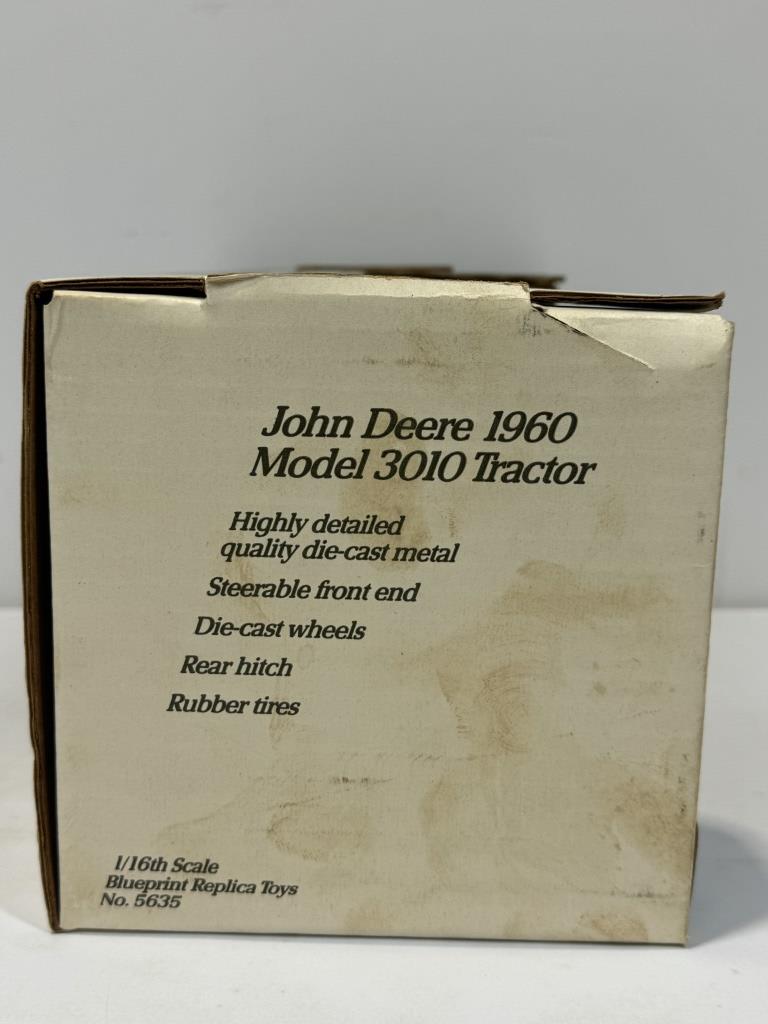 John Deere 1960
Model 3010 Tractor
Highly detailed
quality die-cast metal
Steerable front end
Die-cast wheels
Rear hitch
Rubber tires
1/16th Scale
Blueprint Replica Toys
No. 5635